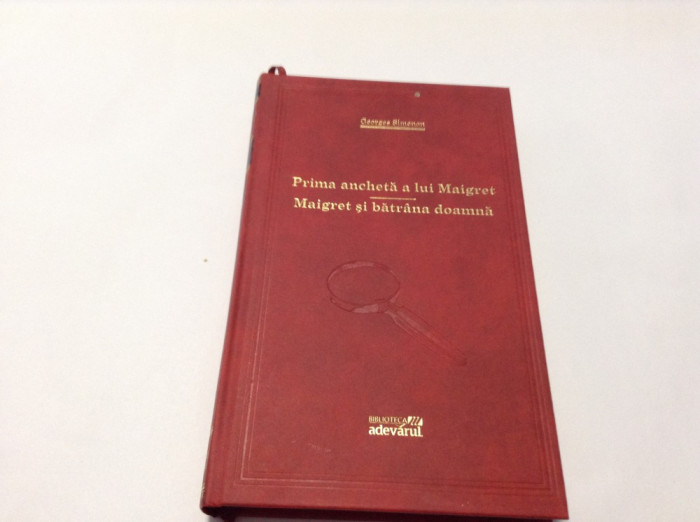 Georges Simenon
Prima anchetă a lui Maigret
Maigret și bătrâna doamnă
BIBLIOTECA
adevărul